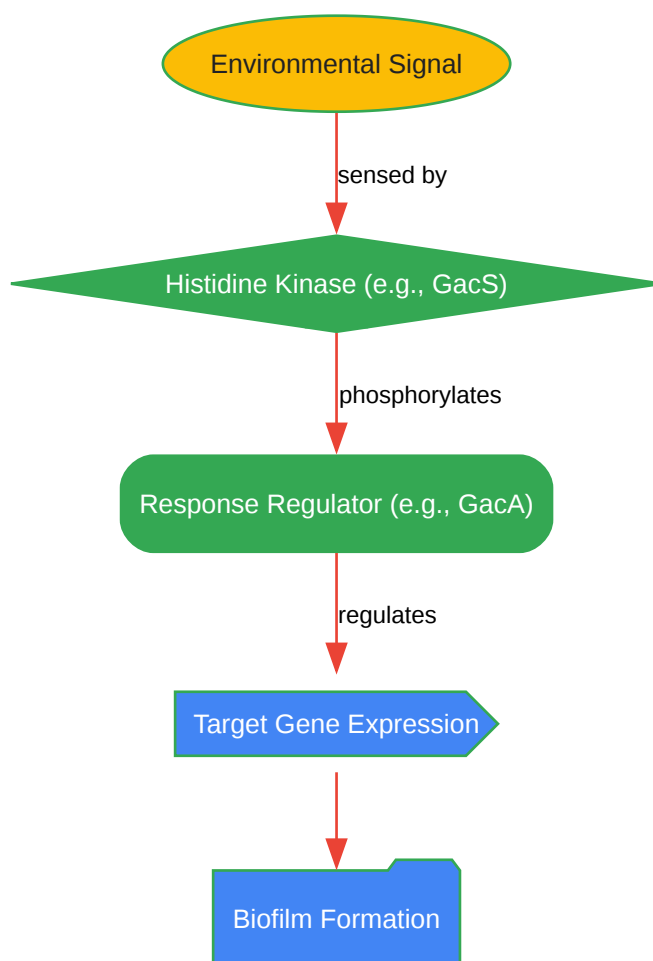 Environmental Signal
sensed by
Histidine Kinase (e.g., GacS)
phosphorylates
Response Regulator (e.g., GacA)
regulates
Target Gene Expression
Biofilm Formation